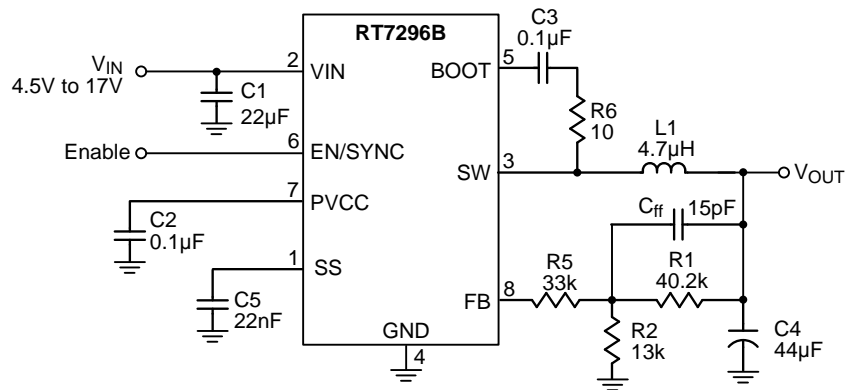 RT7296B
V_IN
4.5V to 17V
2
VIN
C1
22µF
Enable
6
EN/SYNC
7
PVCC
C2
0.1µF
1
SS
C5
22nF
GND
4
BOOT
5
C3
0.1µF
R6
10
SW
3
L1
4.7µH
V_OUT
C_ff
15pF
FB
8
R5
33k
R1
40.2k
R2
13k
C4
44µF